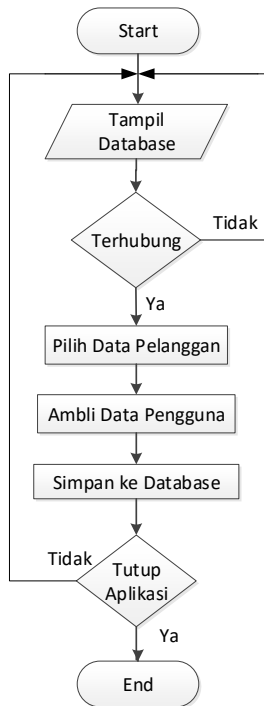 Start
Tampil
Database
Terhubung
Tidak
Ya
Pilih Data Pelanggan
Ambli Data Pengguna
Simpan ke Database
Tidak
Tutup
Aplikasi
Ya
End